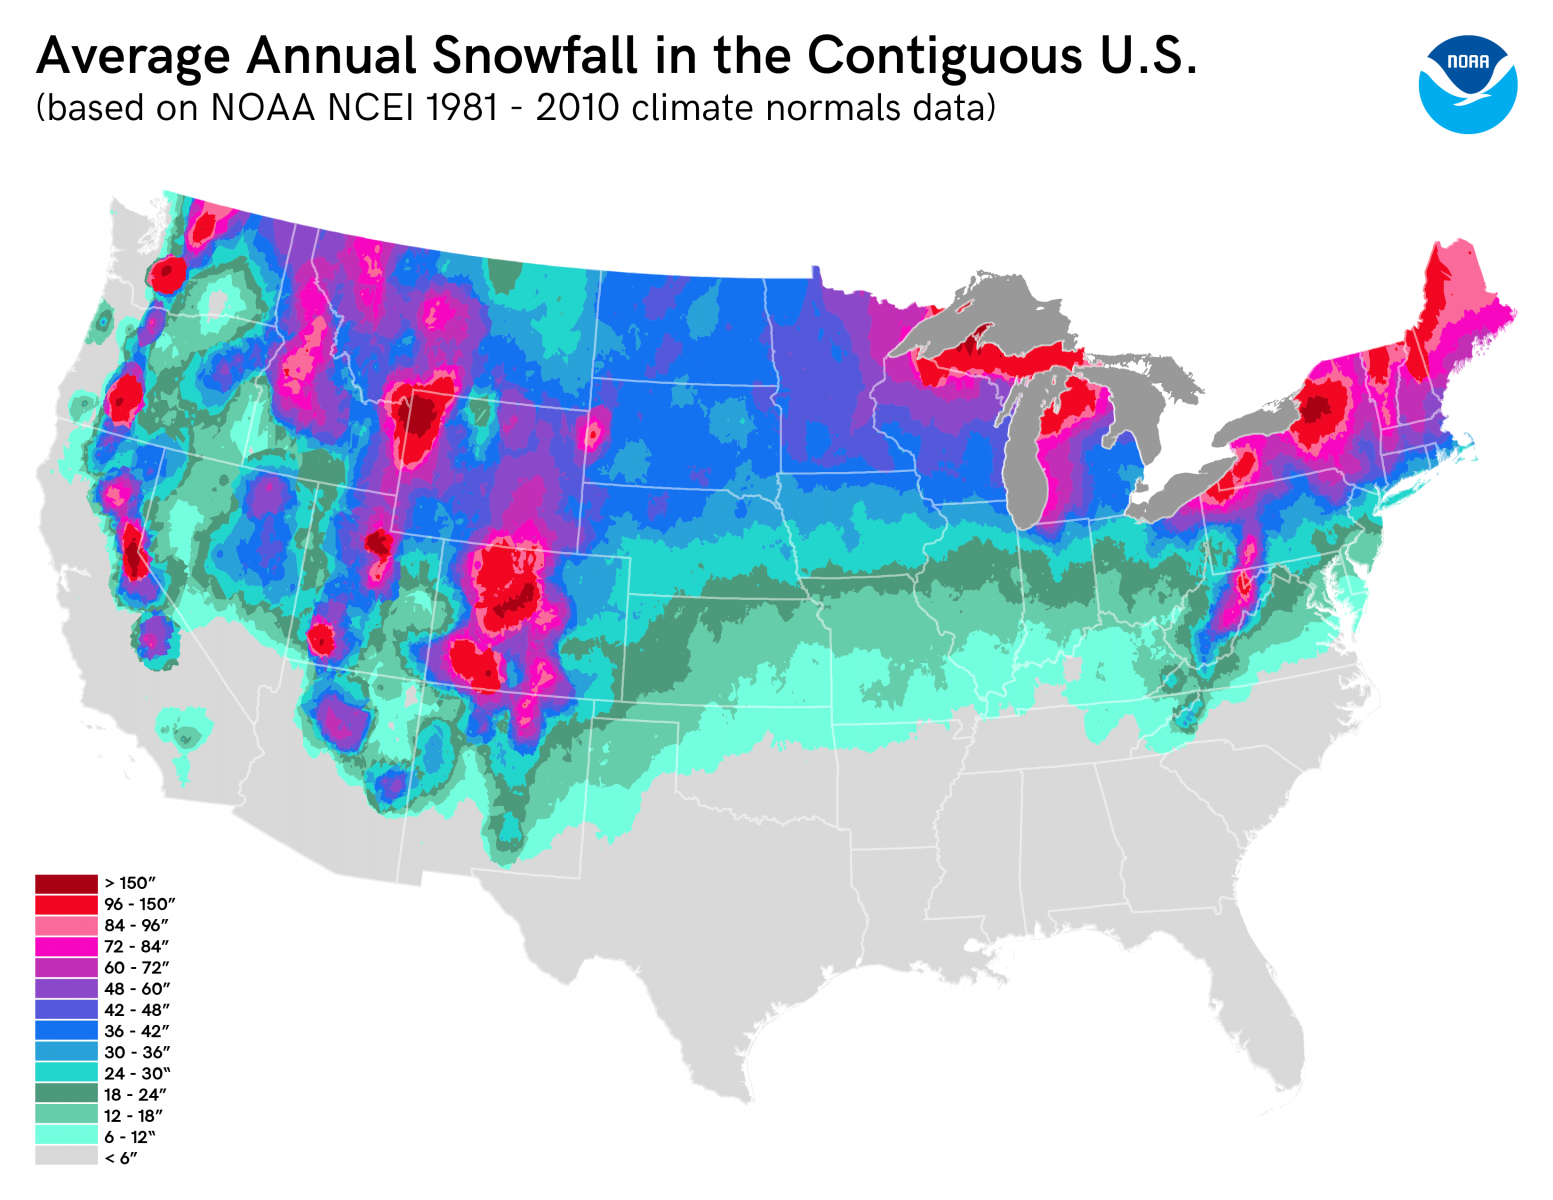 Average Annual Snowfall in the Contiguous U.S.
(based on NOAA NCEI 1981 - 2010 climate normals data)
NOAA
> 150”
96 - 150”
84 - 96”
72 - 84”
60 - 72”
48 - 60”
42 - 48”
36 - 42”
30 - 36”
24 - 30“
18 - 24”
12 - 18”
6 - 12“
< 6”